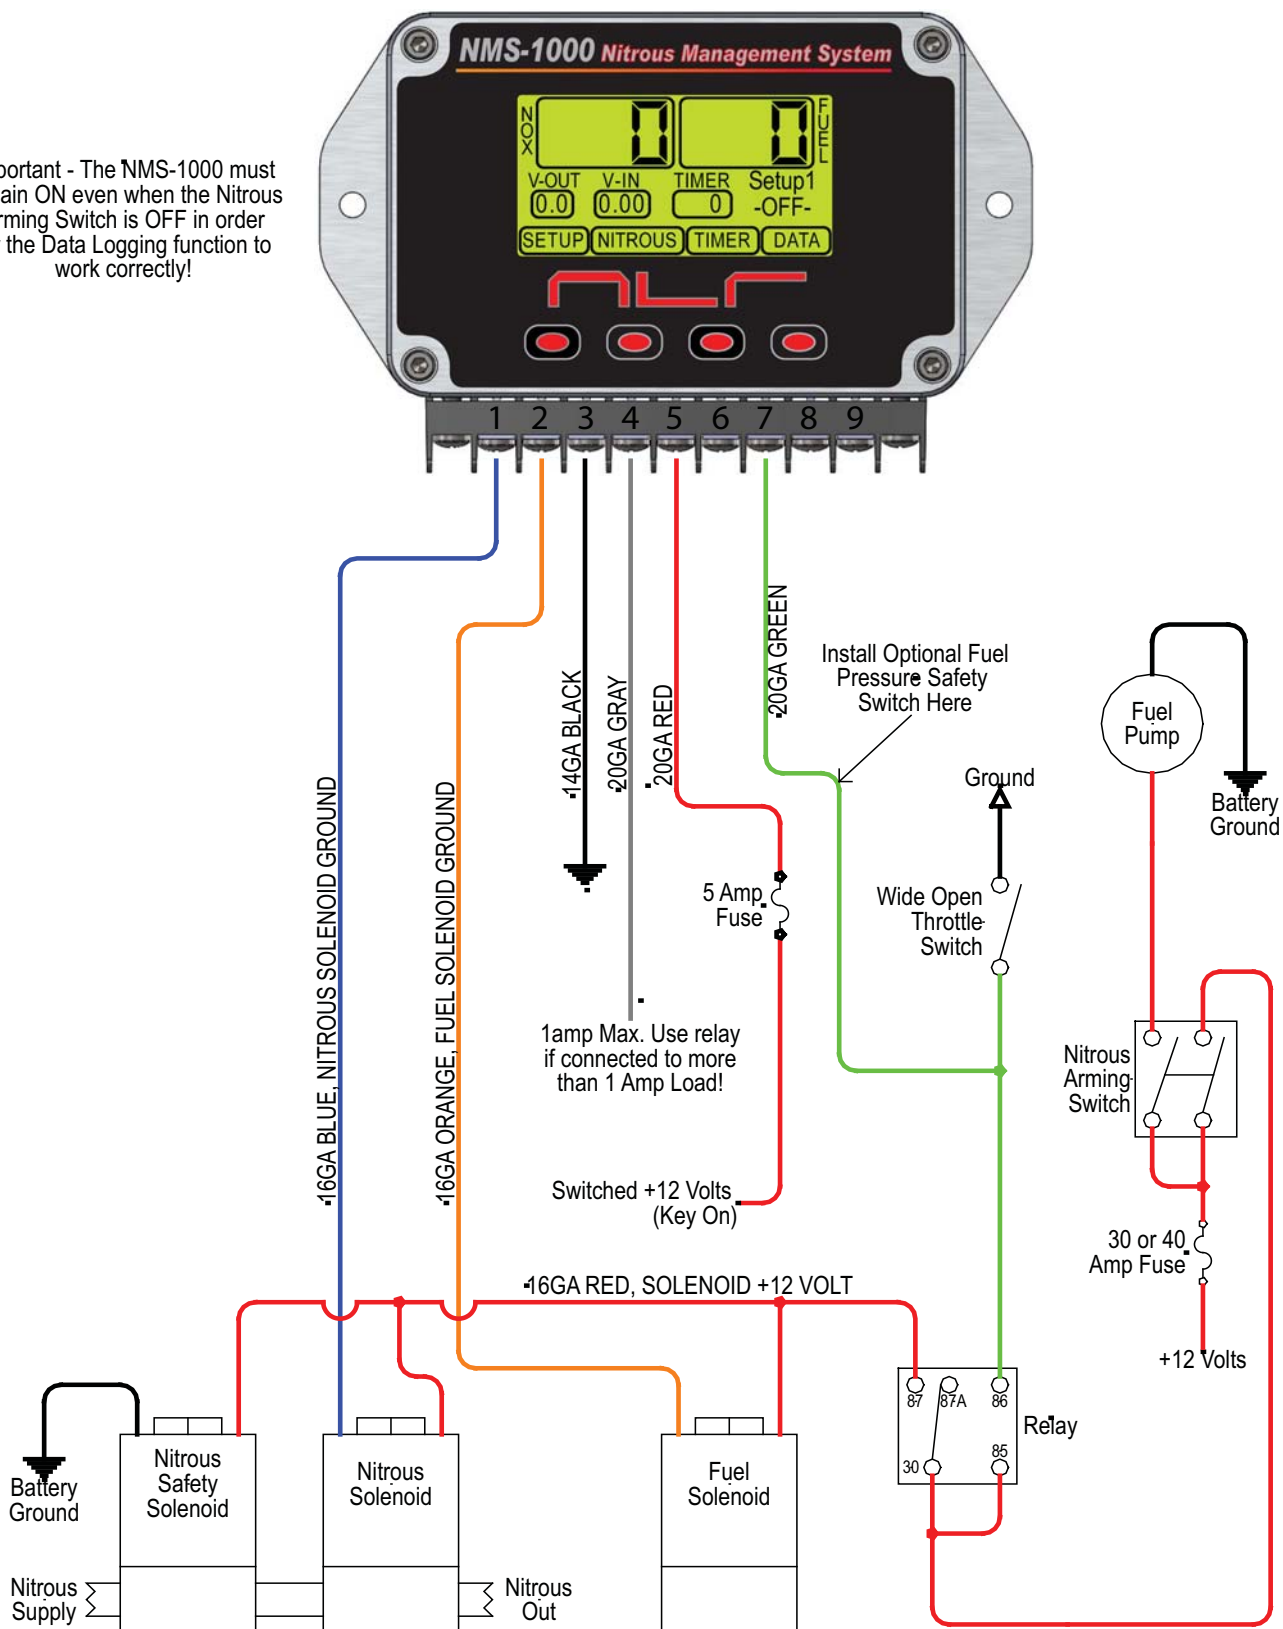 NMS-1000 Nitrous Management System
NOX
0
0
FUEL
V-OUT V-IN TIMER Setup1
0.0 0.00 0 -OFF-
SETUP NITROUS TIMER DATA
nlr
portant - The NMS-1000 must
ain ON even when the Nitrous
rming Switch is OFF in order
the Data Logging function to
work correctly!
1 2 3 4 5 6 7 8 9
16GA BLUE, NITROUS SOLENOID GROUND
16GA ORANGE, FUEL SOLENOID GROUND
14GA BLACK
20GA GRAY
20GA RED
20GA GREEN
Install Optional Fuel
Pressure Safety
Switch Here
Fuel
Pump
Battery
Ground
Ground
5 Amp
Fuse
Wide Open
Throttle
Switch
1amp Max. Use relay
if connected to more
than 1 Amp Load!
Nitrous
Arming
Switch
Switched +12 Volts
(Key On)
30 or 40
Amp Fuse
+12 Volts
16GA RED, SOLENOID +12 VOLT
87 87A 86
30 85
Relay
Battery
Ground
Nitrous
Safety
Solenoid
Nitrous
Solenoid
Fuel
Solenoid
Nitrous
Supply
Nitrous
Out